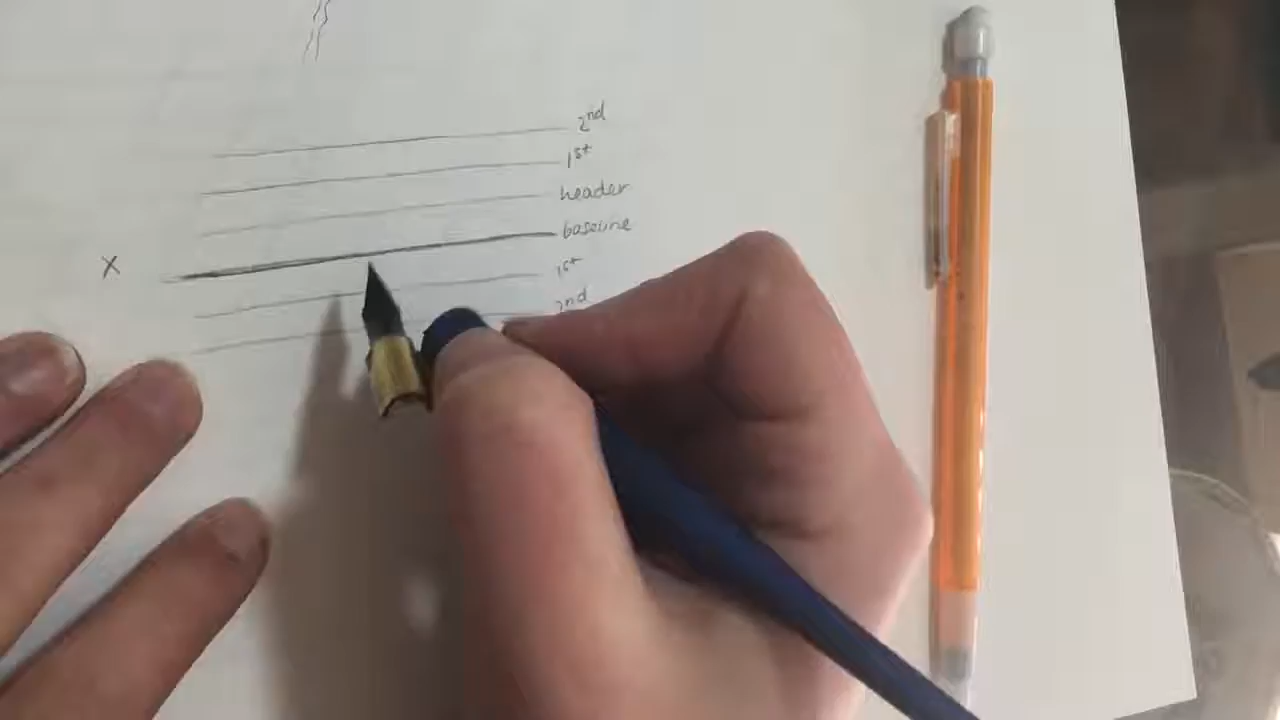 2nd
1st
header
baseline
x
1st
2nd